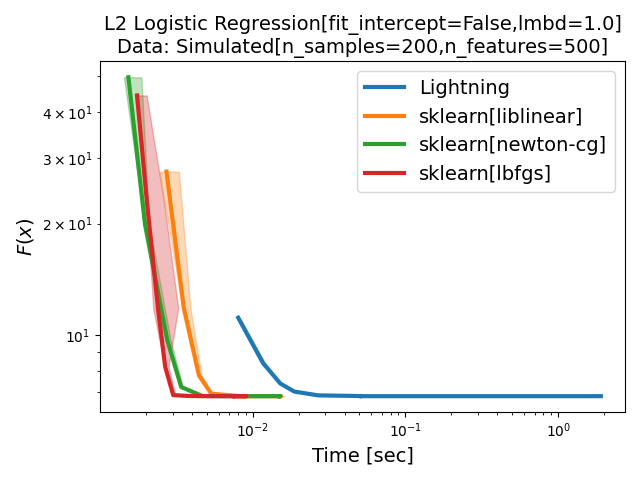 L2 Logistic Regression[fit_intercept=False,lmbd=1.0]
Data: Simulated[n_samples=200,n_features=500]
Lightning
sklearn[liblinear]
sklearn[newton-cg]
sklearn[lbfgs]
F(x)
4 × 10¹
3 × 10¹
2 × 10¹
10¹
10⁻² 10⁻¹ 10⁰
Time [sec]